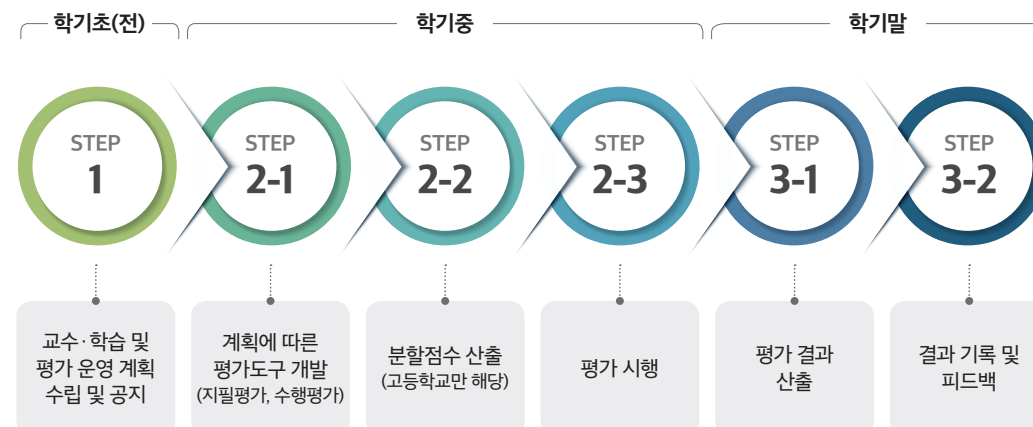 학기초(전)
학기중
학기말
STEP
1
STEP
2-1
STEP
2-2
STEP
2-3
STEP
3-1
STEP
3-2
교수·학습 및
평가 운영 계획
수립 및 공지
계획에 따른
평가도구 개발
(지필평가, 수행평가)
분할점수 산출
(고등학교만 해당)
평가 시행
평가 결과
산출
결과 기록 및
피드백